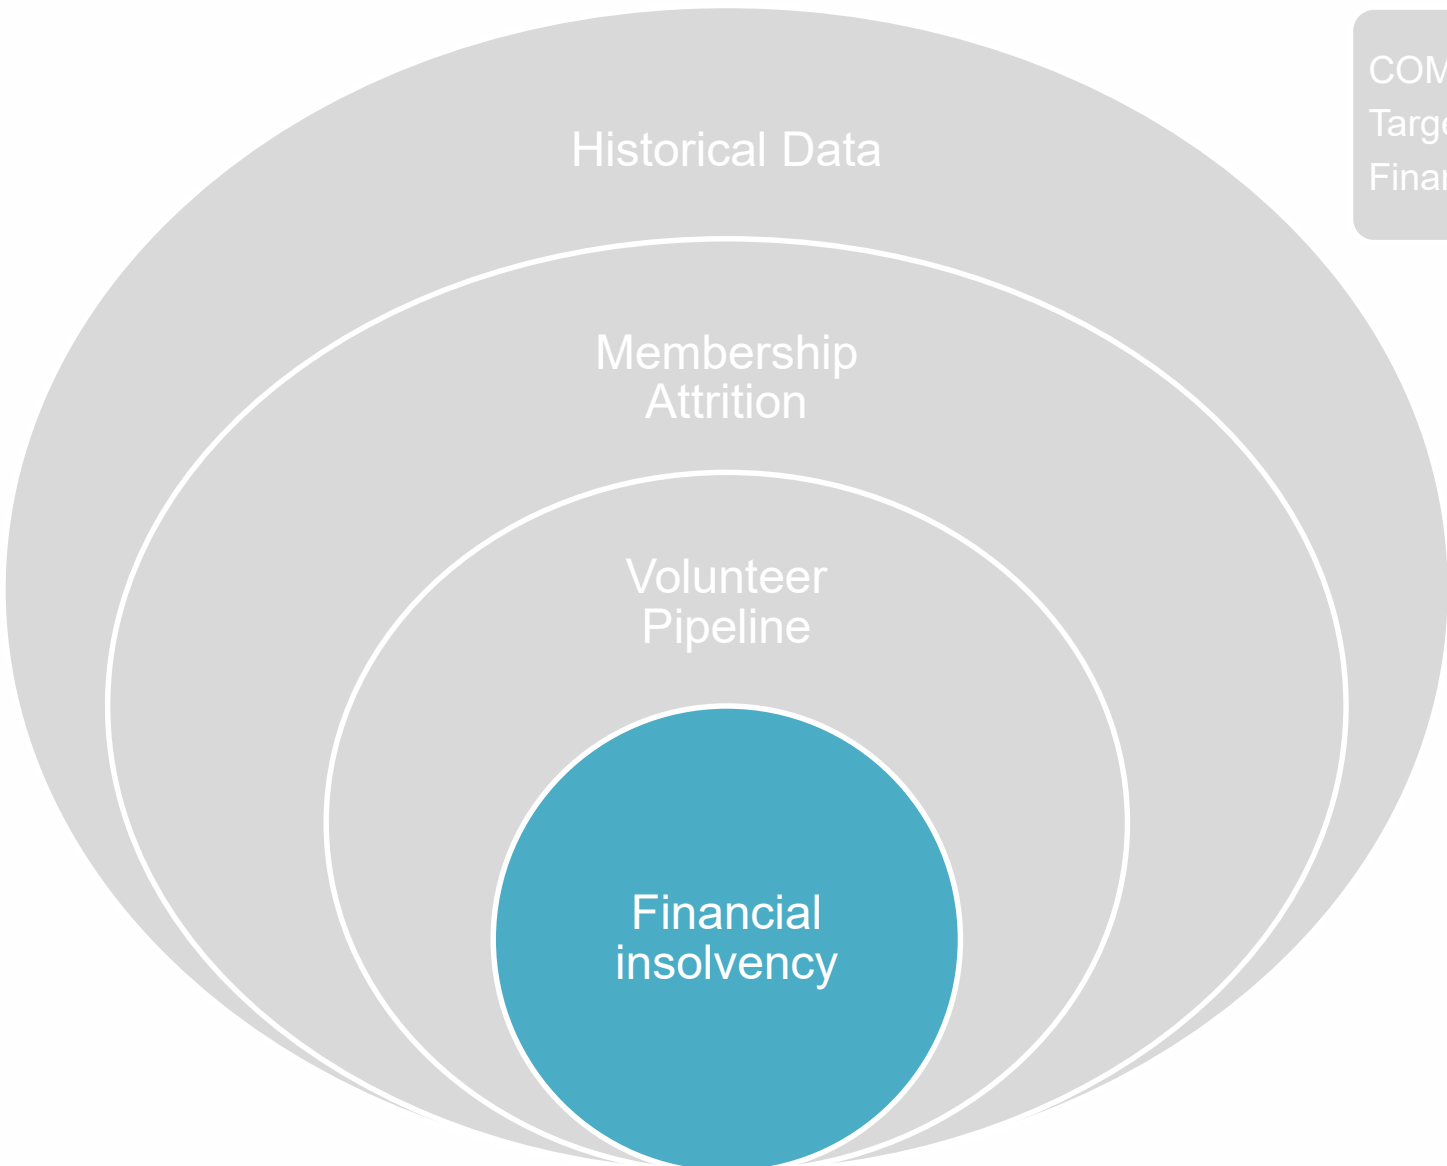 Historical Data
Membership
Attrition
Volunteer
Pipeline
Financial
insolvency